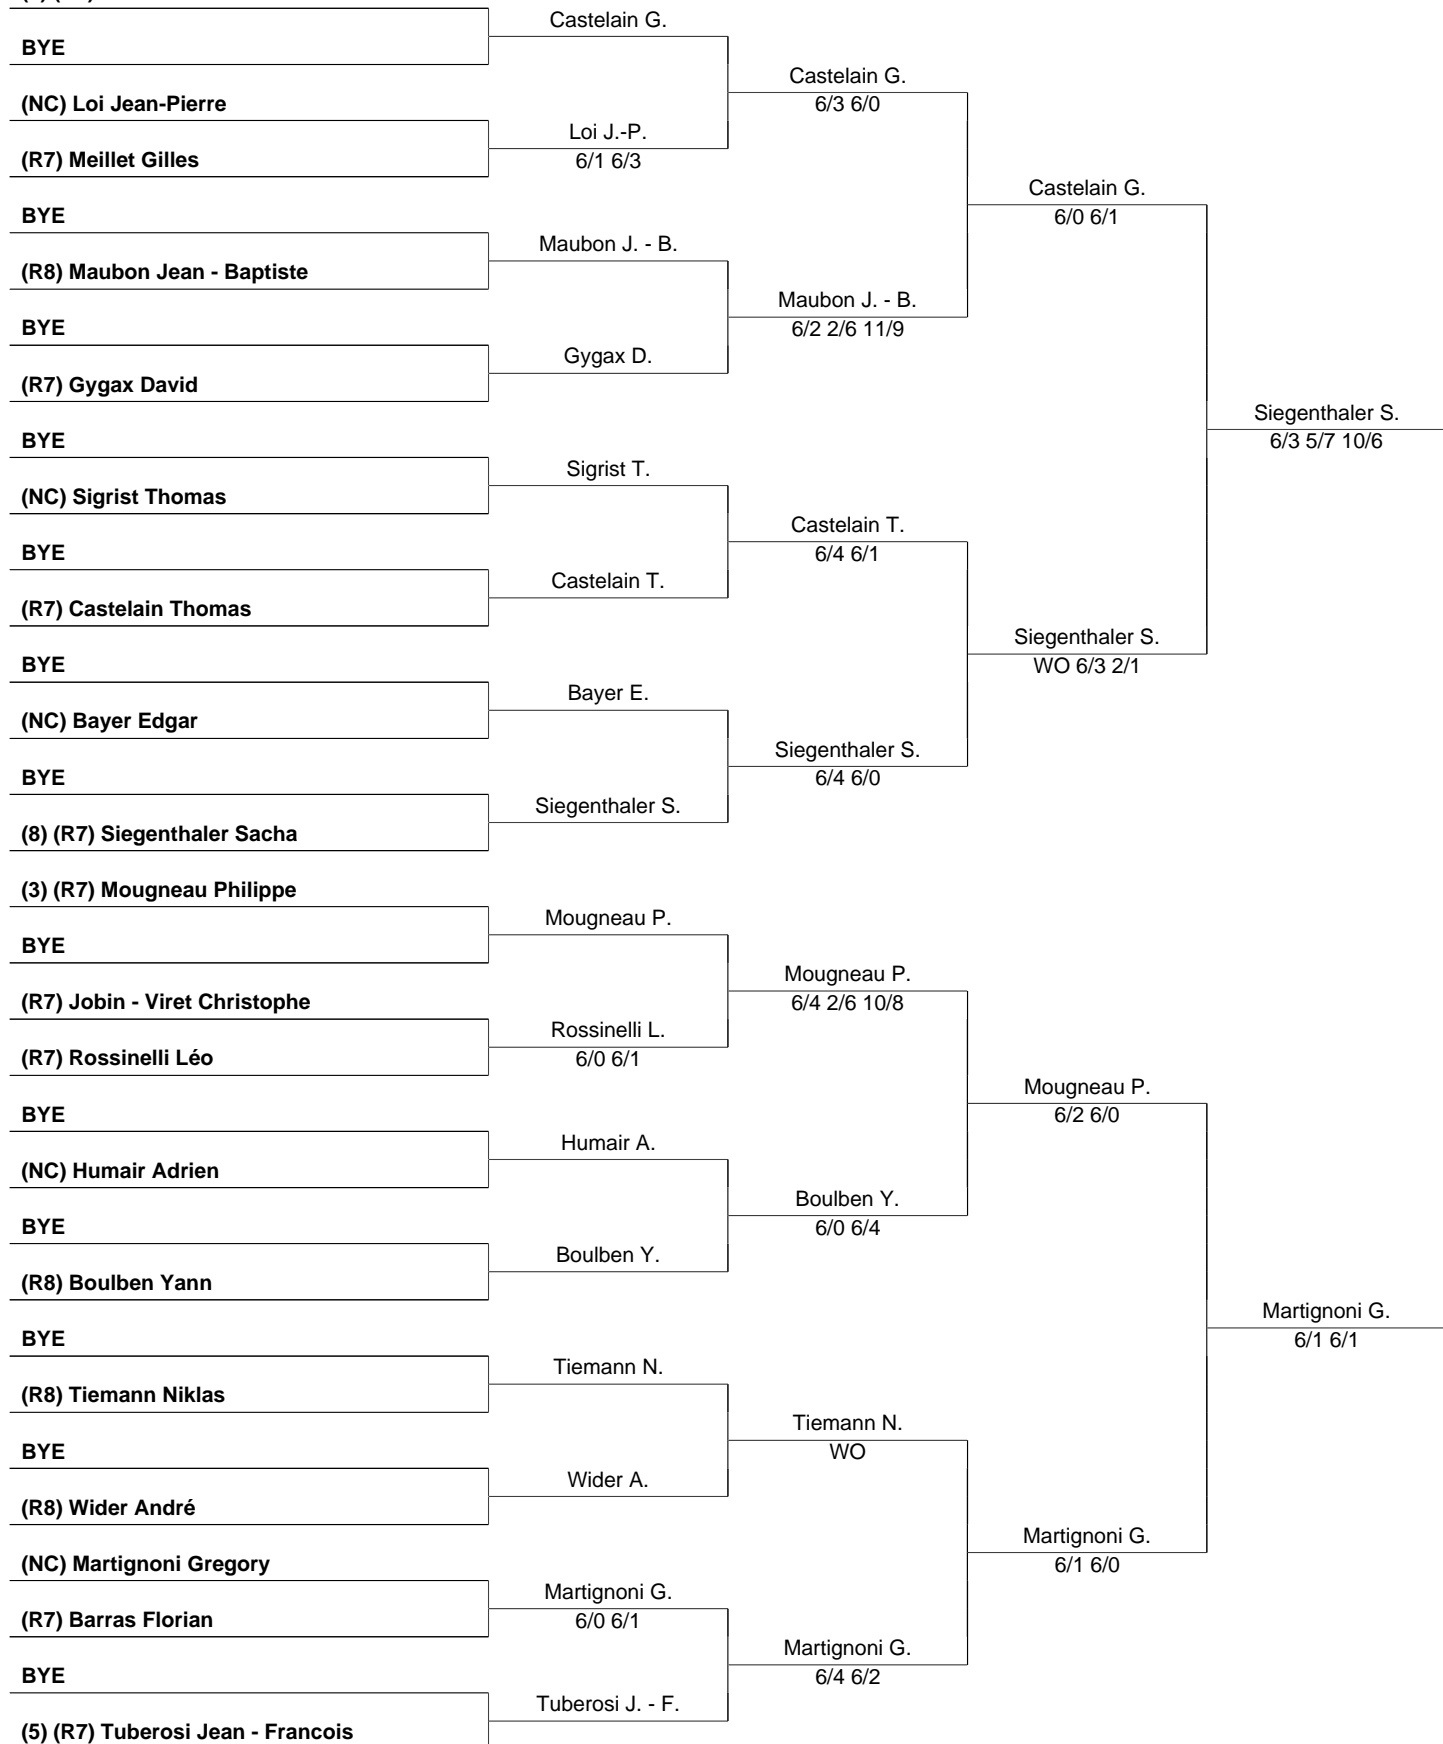 BYE
(NC) Loi Jean-Pierre
(R7) Meillet Gilles
BYE
(R8) Maubon Jean - Baptiste
BYE
(R7) Gygax David
BYE
(NC) Sigrist Thomas
BYE
(R7) Castelain Thomas
BYE
(NC) Bayer Edgar
BYE
(8) (R7) Siegenthaler Sacha
(3) (R7) Mougneau Philippe
BYE
(R7) Jobin - Viret Christophe
(R7) Rossinelli Léo
BYE
(NC) Humair Adrien
BYE
(R8) Boulben Yann
BYE
(R8) Tiemann Niklas
BYE
(R8) Wider André
(NC) Martignoni Gregory
(R7) Barras Florian
BYE
(5) (R7) Tuberosi Jean - Francois
Castelain G.
Loi J.-P.
6/1 6/3
Maubon J. - B.
Gygax D.
Sigrist T.
Castelain T.
Bayer E.
Siegenthaler S.
Mougneau P.
Rossinelli L.
6/0 6/1
Humair A.
Boulben Y.
Tiemann N.
Wider A.
Martignoni G.
6/0 6/1
Tuberosi J. - F.
Castelain G.
6/3 6/0
Maubon J. - B.
6/2 2/6 11/9
Castelain T.
6/4 6/1
Siegenthaler S.
6/4 6/0
Mougneau P.
6/4 2/6 10/8
Boulben Y.
6/0 6/4
Tiemann N.
WO
Martignoni G.
6/4 6/2
Castelain G.
6/0 6/1
Siegenthaler S.
WO 6/3 2/1
Mougneau P.
6/2 6/0
Martignoni G.
6/1 6/0
Siegenthaler S.
6/3 5/7 10/6
Martignoni G.
6/1 6/1